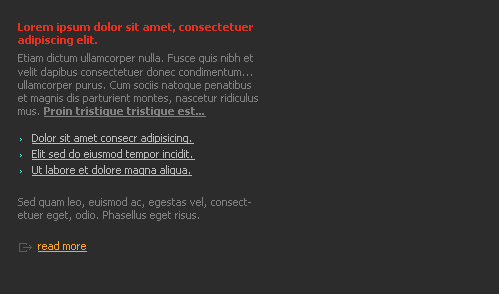 Lorem ipsum dolor sit amet, consectetuer
adipiscing elit.
Etiam dictum ullamcorper nulla. Fusce quis nibh et
velit dapibus consectetuer donec condimentum...
ullamcorper purus. Cum sociis natoque penatibus
et magnis dis parturient montes, nascetur ridiculus
mus. Proin tristique tristique est...
Dolor sit amet consecr adipisicing.
Elit sed do eiusmod tempor incidit.
Ut labore et dolore magna aliqua.
Sed quam leo, euismod ac, egestas vel, consect-
etuer eget, odio. Phasellus eget risus.
read more